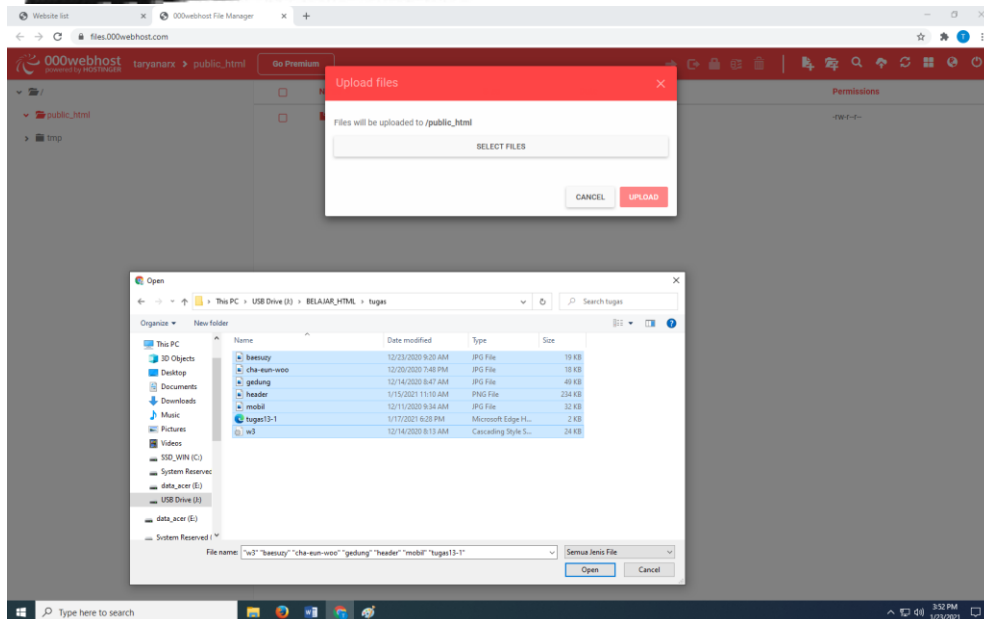 Website list
000webhost File Manager
files.000webhost.com
T
000webhost
powered by HOSTINGER
taryanarx > public_html
Go Premium
Upload files
/
N
Permissions
public_html
Files will be uploaded to /public_html
-rw-r--r--
tmp
SELECT FILES
CANCEL
UPLOAD
Open
This PC > USB Drive (J:) > BELAJAR_HTML > tugas
Search tugas
Organize
New folder
This PC
3D Objects
Desktop
Documents
Downloads
Music
Pictures
Videos
SSD_WIN (C:)
System Reserved
data_acer (E:)
USB Drive (J:)
data_acer (E:)
System Reserved (
Name Date modified Type Size
baesuzy 12/23/2020 9:20 AM JPG File 19 KB
cha-eun-woo 12/20/2020 7:48 PM JPG File 18 KB
gedung 12/14/2020 8:47 AM JPG File 49 KB
header 1/15/2021 11:10 AM PNG File 234 KB
mobil 12/11/2020 9:34 AM JPG File 32 KB
tugas13-1 1/17/2021 6:28 PM Microsoft Edge H... 2 KB
w3 12/14/2020 8:13 AM Cascading Style S... 24 KB
File name: "w3" "baesuzy" "cha-eun-woo" "gedung" "header" "mobil" "tugas13-1"
Semua Jenis File
Open
Cancel
Type here to search
3:52 PM
1/23/2021